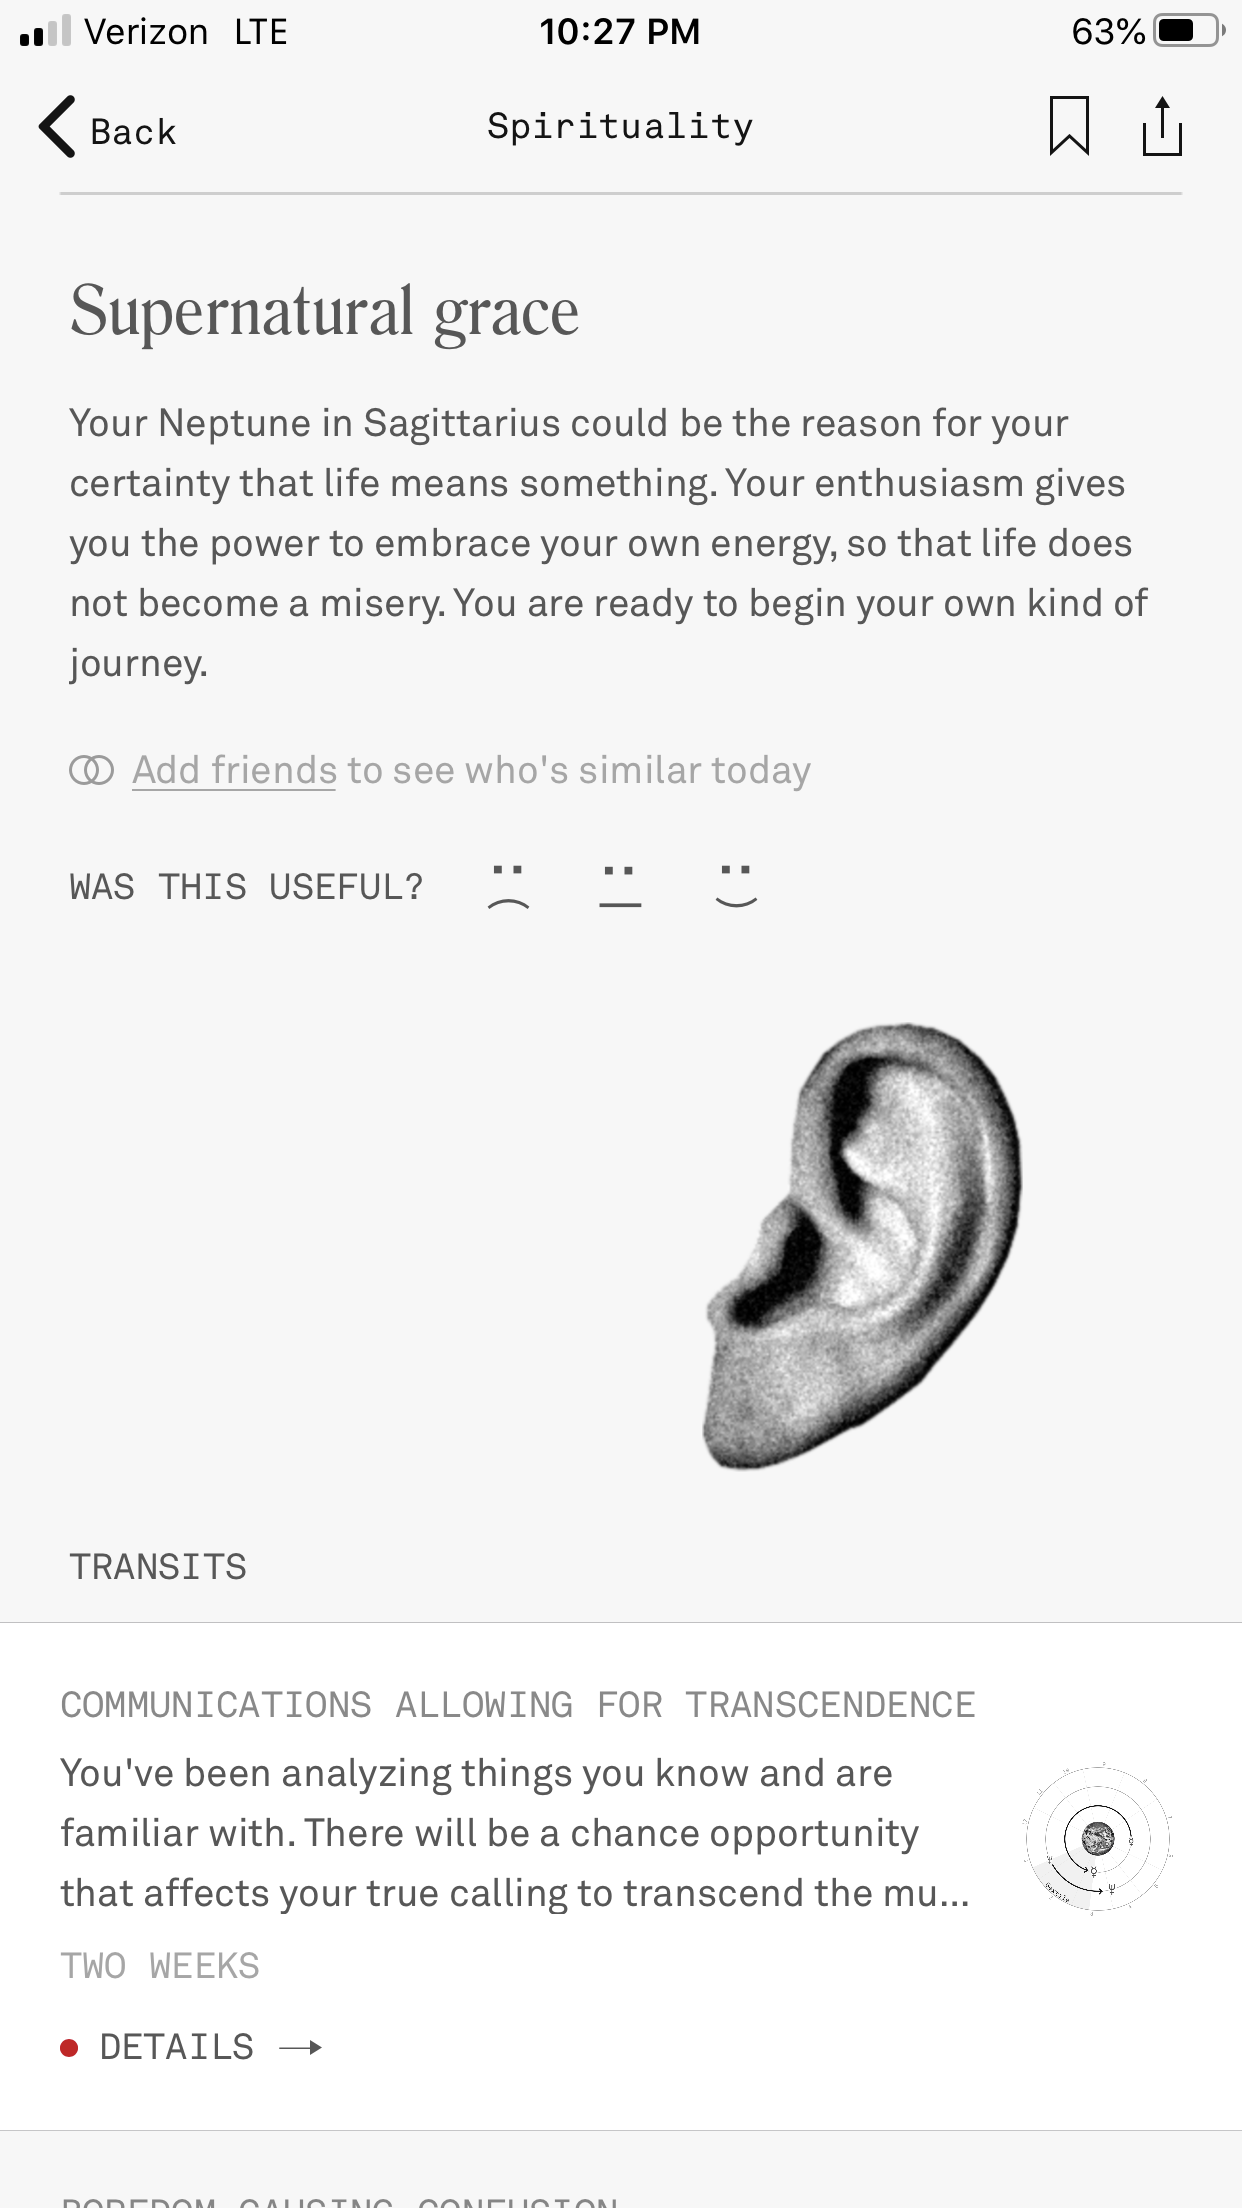 Verizon LTE 10:27 PM 63%
Back Spirituality
Supernatural grace
Your Neptune in Sagittarius could be the reason for your
certainty that life means something. Your enthusiasm gives
you the power to embrace your own energy, so that life does
not become a misery. You are ready to begin your own kind of
journey.
Add friends to see who's similar today
WAS THIS USEFUL?
TRANSITS
COMMUNICATIONS ALLOWING FOR TRANSCENDENCE
You've been analyzing things you know and are
familiar with. There will be a chance opportunity
that affects your true calling to transcend the mu...
TWO WEEKS
DETAILS
BOREDOM CAUSING CONFUSION